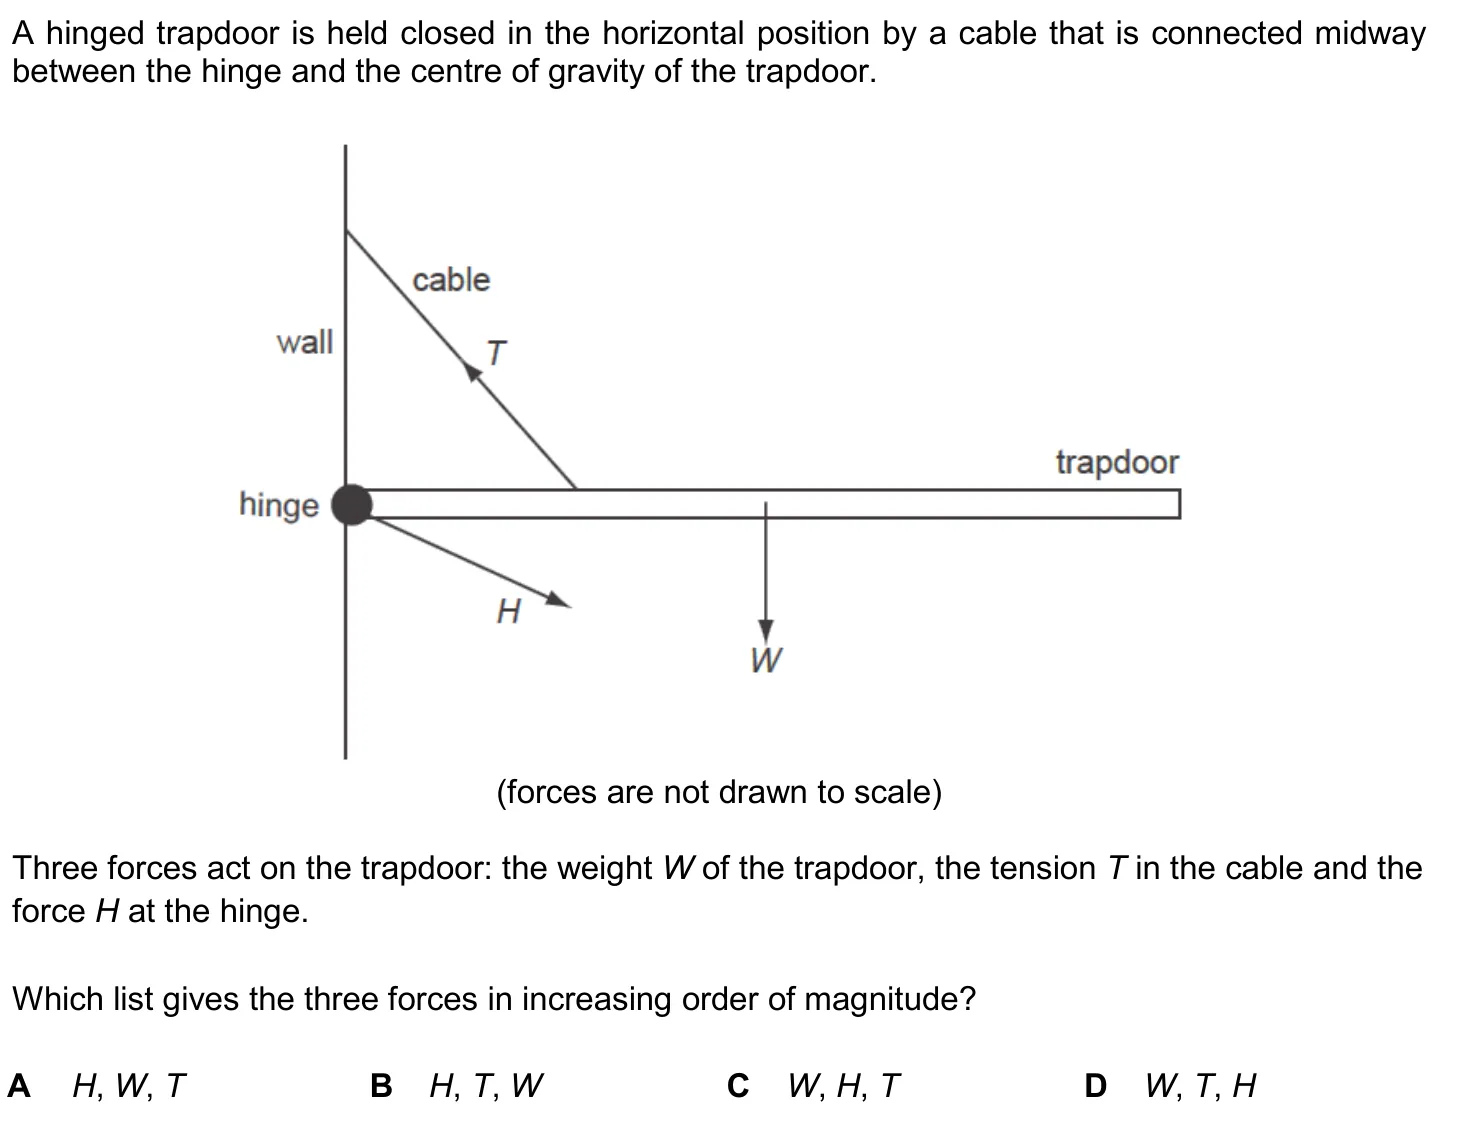 A hinged trapdoor is held closed in the horizontal position by a cable that is connected midway
between the hinge and the centre of gravity of the trapdoor.
cable
T
wall
trapdoor
hinge
H
W
(forces are not drawn to scale)
Three forces act on the trapdoor: the weight W of the trapdoor, the tension T in the cable and the
force H at the hinge.
Which list gives the three forces in increasing order of magnitude?
A H, W, T B H, T, W C W, H, T D W, T, H